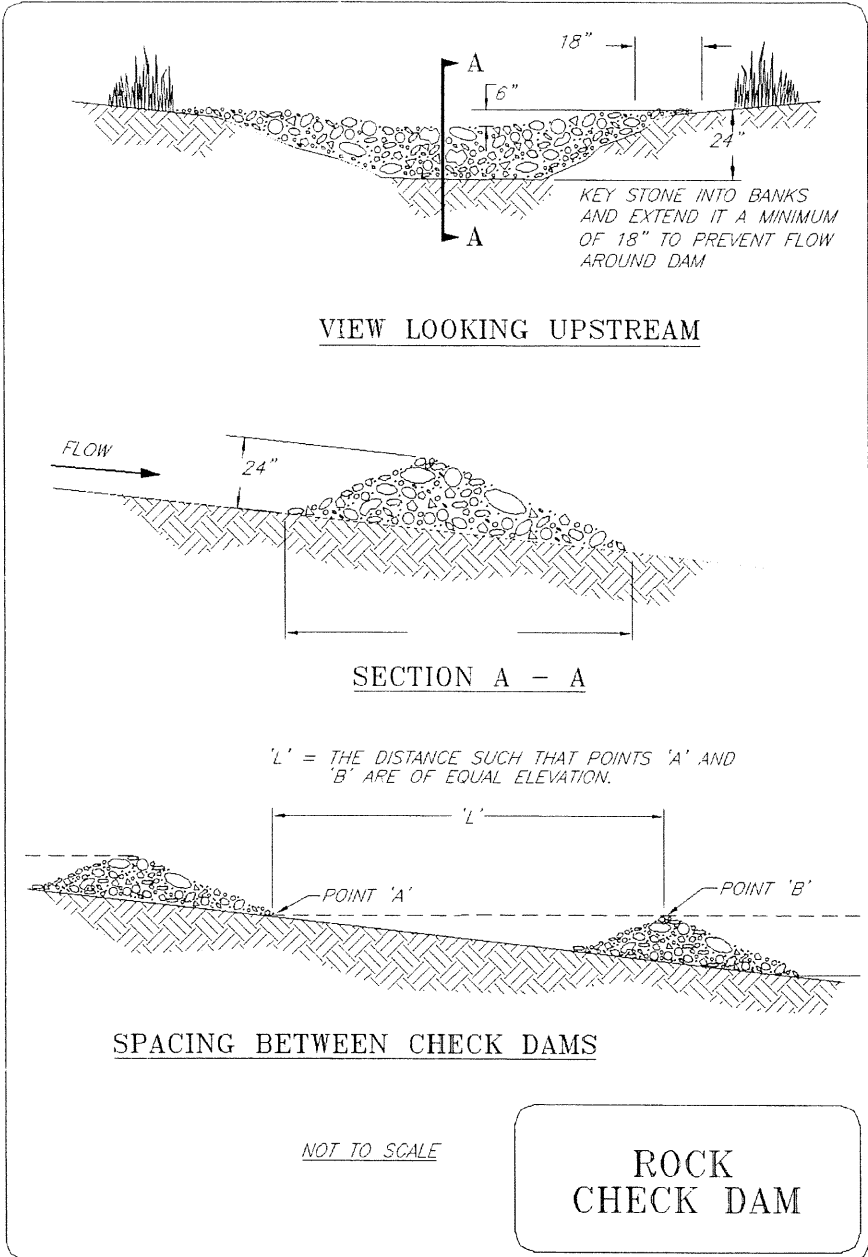 18"
A
6"
24"
A
KEY STONE INTO BANKS
AND EXTEND IT A MINIMUM
OF 18" TO PREVENT FLOW
AROUND DAM
VIEW LOOKING UPSTREAM
FLOW
24"
SECTION A - A
'L' = THE DISTANCE SUCH THAT POINTS 'A' AND
'B' ARE OF EQUAL ELEVATION.
'L'
POINT 'A'
POINT 'B'
SPACING BETWEEN CHECK DAMS
NOT TO SCALE
ROCK
CHECK DAM